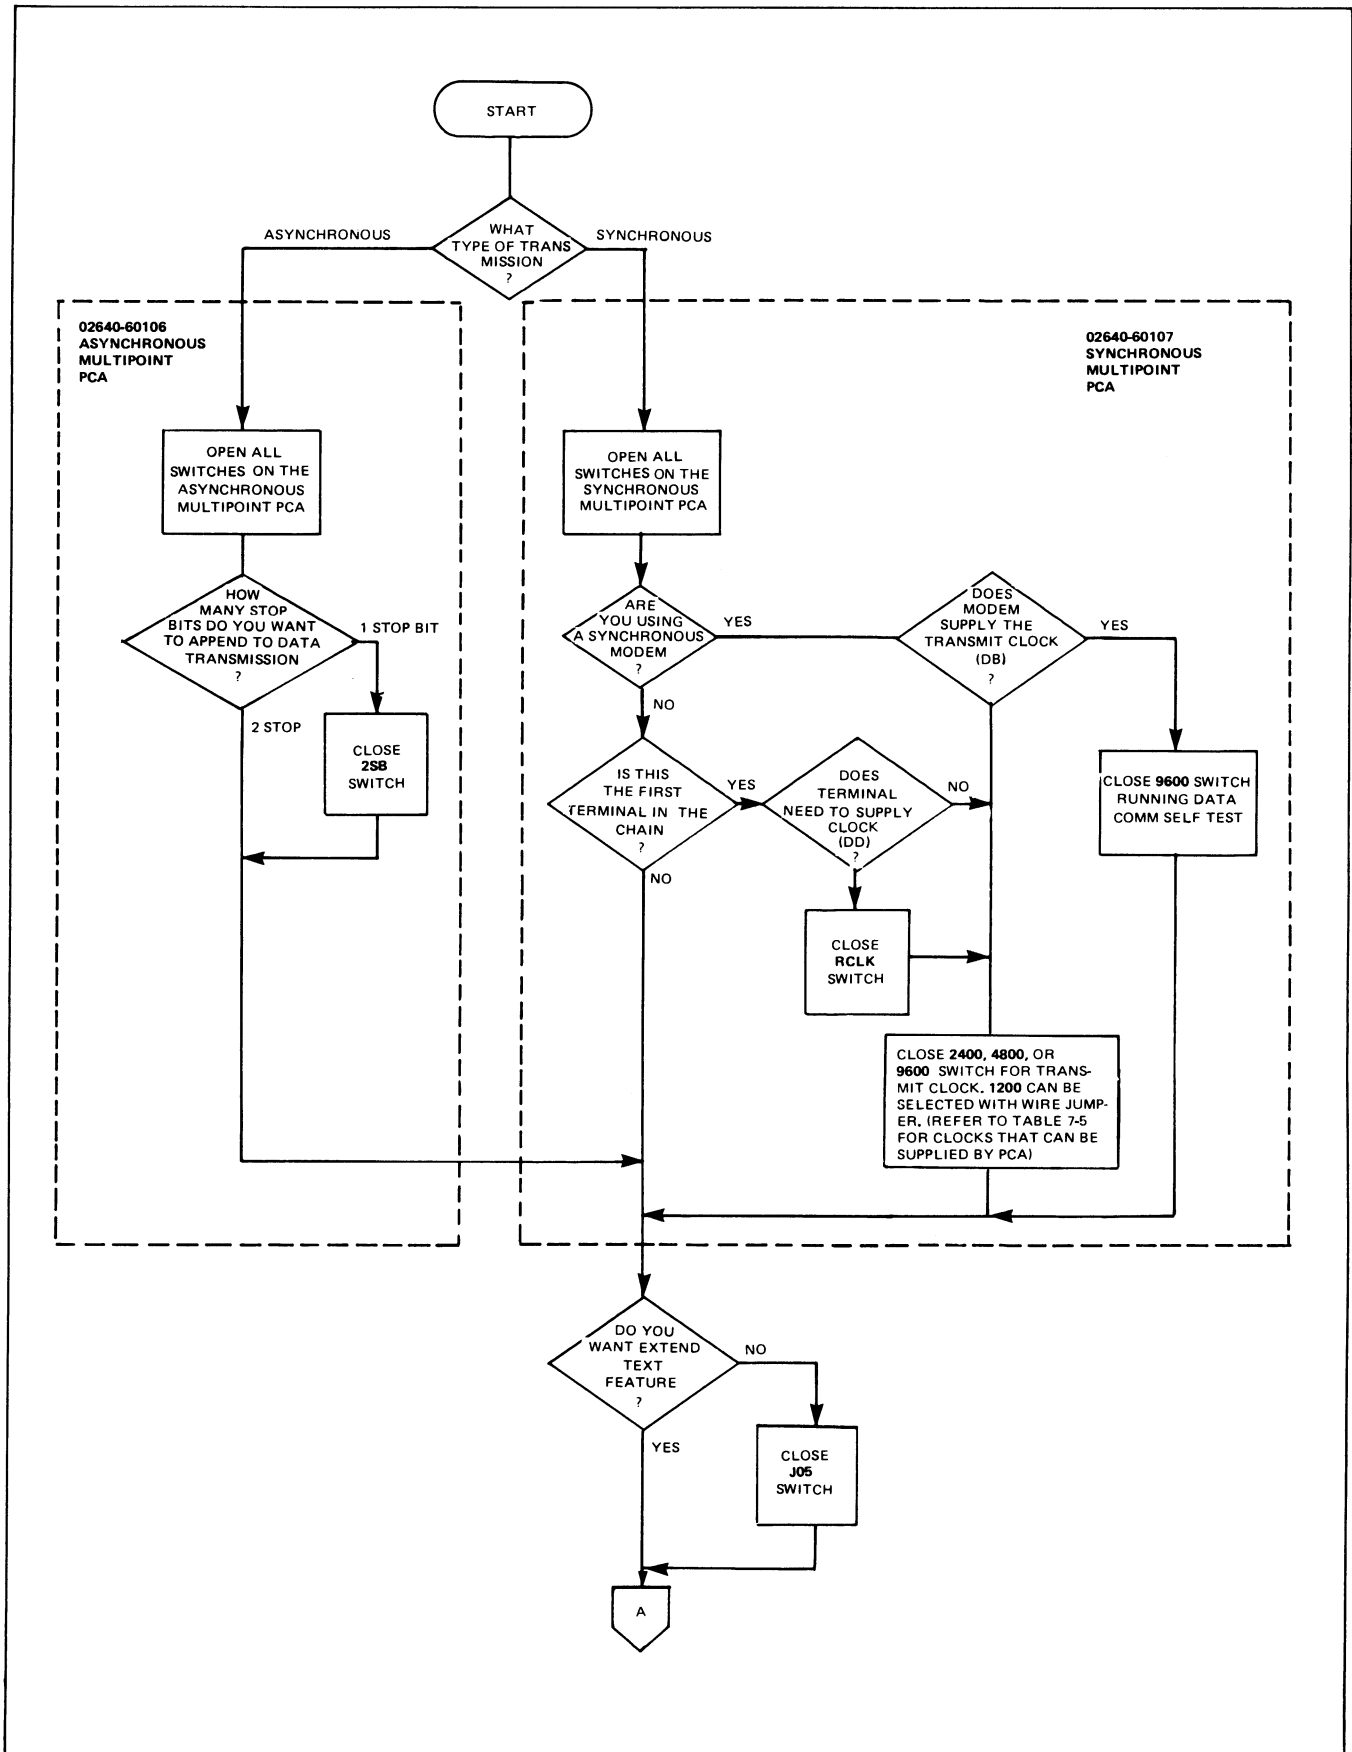 START
WHAT
TYPE OF TRANS
MISSION
?
ASYNCHRONOUS
SYNCHRONOUS
02640-60106
ASYNCHRONOUS
MULTIPOINT
PCA
02640-60107
SYNCHRONOUS
MULTIPOINT
PCA
OPEN ALL
SWITCHES ON THE
ASYNCHRONOUS
MULTIPOINT PCA
OPEN ALL
SWITCHES ON THE
SYNCHRONOUS
MULTIPOINT PCA
HOW
MANY STOP
BITS DO YOU WANT
TO APPEND TO DATA
TRANSMISSION
?
1 STOP BIT
2 STOP
CLOSE
2SB
SWITCH
ARE
YOU USING
A SYNCHRONOUS
MODEM
?
YES
NO
DOES
MODEM
SUPPLY THE
TRANSMIT CLOCK
(DB)
?
YES
CLOSE 9600 SWITCH
RUNNING DATA
COMM SELF TEST
IS THIS
THE FIRST
TERMINAL IN THE
CHAIN
?
YES
NO
DOES
TERMINAL
NEED TO SUPPLY
CLOCK
(DD)
?
NO
CLOSE
RCLK
SWITCH
CLOSE 2400, 4800, OR
9600 SWITCH FOR TRANS-
MIT CLOCK. 1200 CAN BE
SELECTED WITH WIRE JUMP-
ER. (REFER TO TABLE 7-5
FOR CLOCKS THAT CAN BE
SUPPLIED BY PCA)
DO YOU
WANT EXTEND
TEXT
FEATURE
?
NO
YES
CLOSE
J05
SWITCH
A